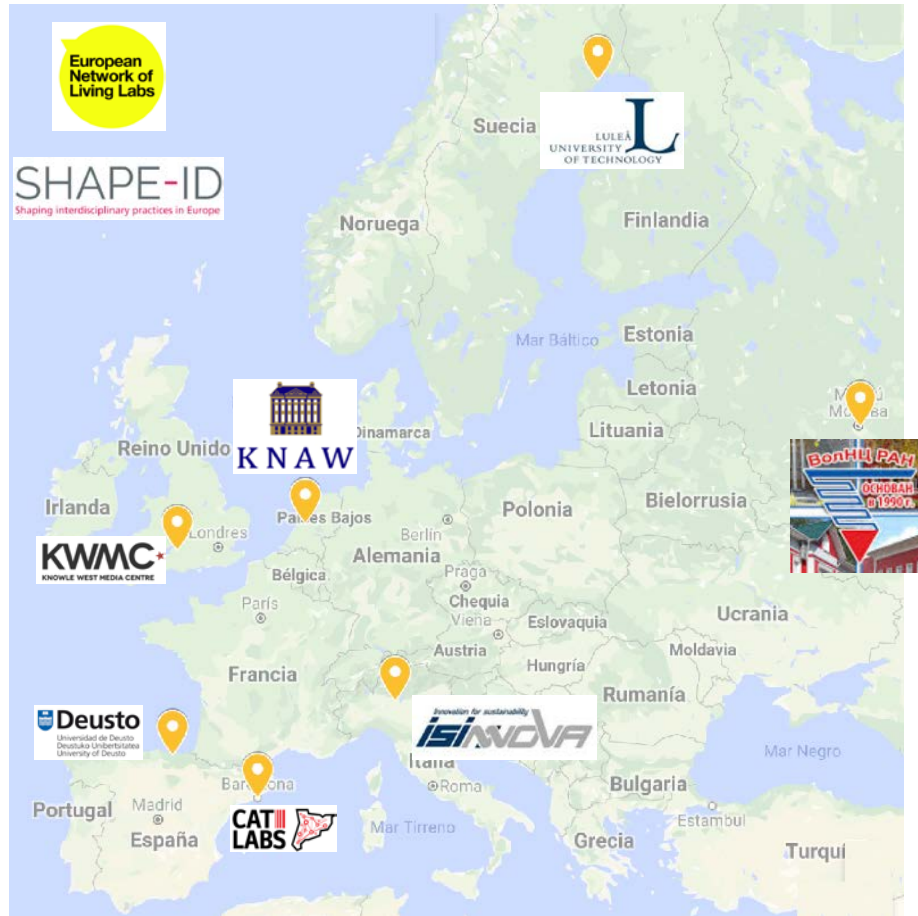 European
Network of
Living Labs
LULEÅ
UNIVERSITY
OF TECHNOLOGY
Suecia
SHAPE-ID
Shaping interdisciplinary practices in Europe
Noruega
Finlandia
Mar Báltico
Estonia
Letonia
KNAW
Dinamarca
Lituania
Reino Unido
ВолНЦ РАН
ОСНОВАН
в 1990 г.
Irlanda
Londres
Países Bajos
Polonia
Bielorrusia
Berlín
Alemania
KWMC
KNOWLE WEST MEDIA CENTRE
Bélgica
Praga
Chequia
París
Viena
Eslovaquia
Ucrania
Austria
Moldavia
Francia
Hungría
Rumanía
Deusto
Universidad de Deusto
Deustuko Unibertsitatea
University of Deusto
Innovation for sustainability
isinnova
Italia
Mar Negro
Barcelona
Roma
Bulgaria
Portugal
Madrid
CAT
LABS
Mar Tirreno
Estambul
España
Grecia
Turquí